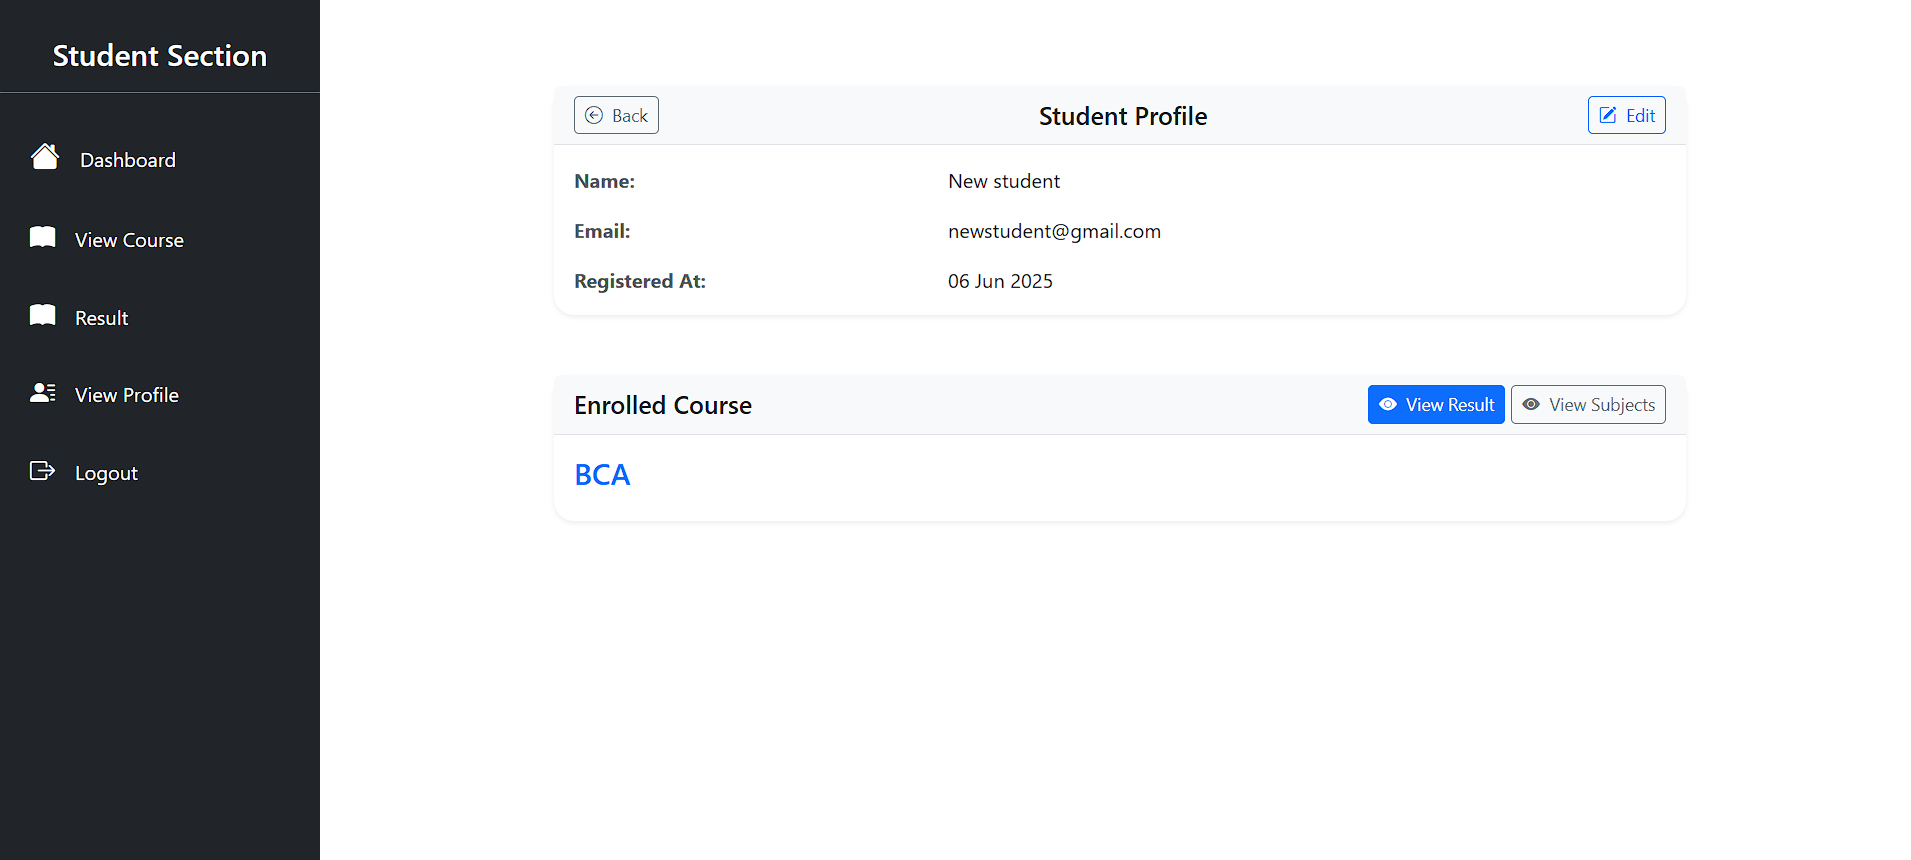 Student Section
Dashboard
View Course
Result
View Profile
Logout
Back
Student Profile
Edit
Name:
New student
Email:
newstudent@gmail.com
Registered At:
06 Jun 2025
Enrolled Course
View Result
View Subjects
BCA